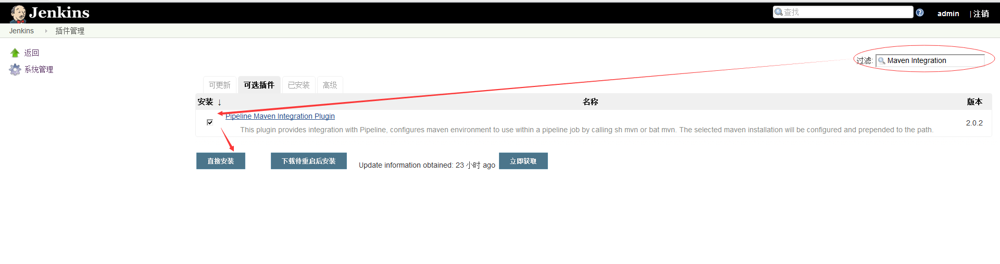 Jenkins
查找
admin
| 注销
Jenkins
插件管理
返回
系统管理
过滤: Maven Integration
可更新
可选插件
已安装
高级
安装 ↓
名称
版本
Pipeline Maven Integration Plugin
This plugin provides integration with Pipeline, configures maven environment to use within a pipeline job by calling sh mvn or bat mvn. The selected maven installation will be configured and prepended to the path.
2.0.2
直接安装
下载待重启后安装
Update information obtained: 23 小时 ago
立即获取